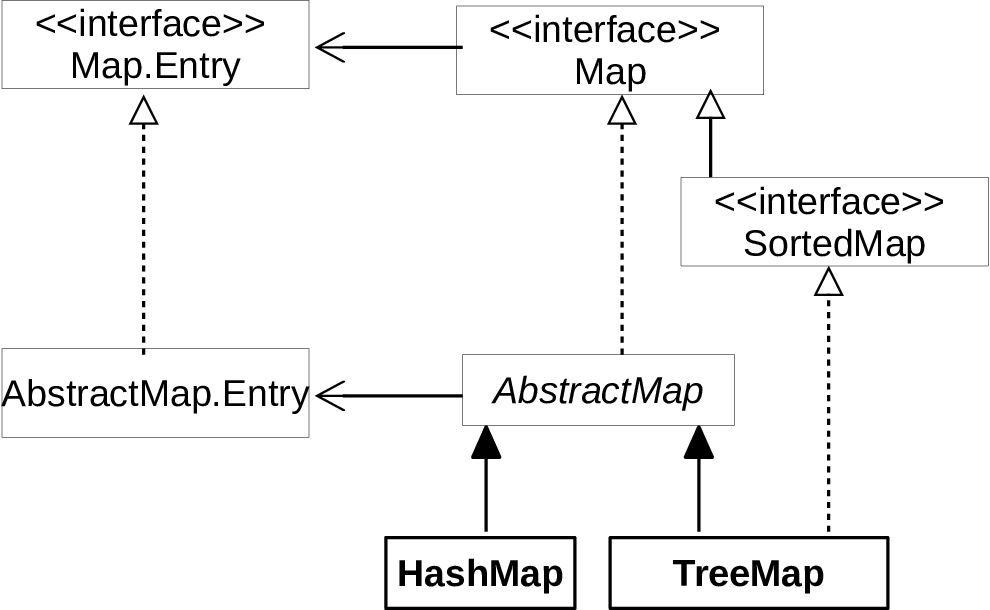 <<interface>>
Map.Entry
<<interface>>
Map
<<interface>>
SortedMap
AbstractMap.Entry
AbstractMap
HashMap
TreeMap